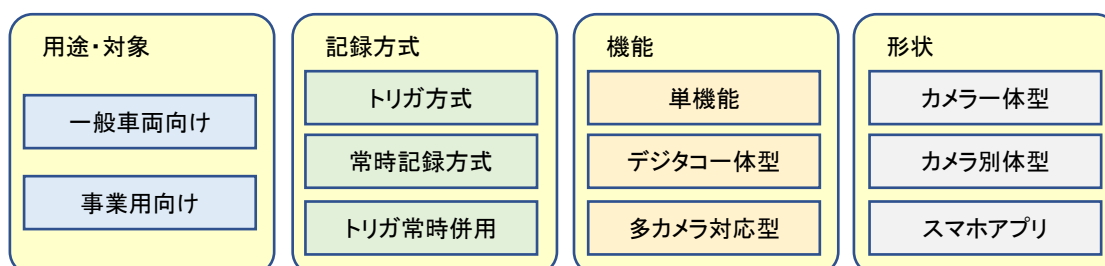 用途・対象
一般車両向け
事業用向け
記録方式
トリガ方式
常時記録方式
トリガ常時併用
機能
単機能
デジタコ一体型
多カメラ対応型
形状
カメラ一体型
カメラ別体型
スマホアプリ